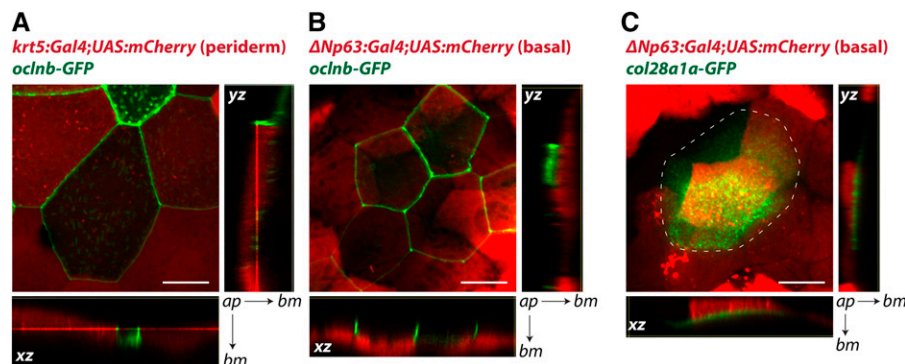 A
krt5:Gal4;UAS:mCherry (periderm)
oclnb-GFP
yz
ap → bm
↓
bm
xz
B
ΔNp63:Gal4;UAS:mCherry (basal)
oclnb-GFP
yz
ap → bm
↓
bm
xz
C
ΔNp63:Gal4;UAS:mCherry (basal)
col28a1a-GFP
yz
ap → bm
↓
bm
xz